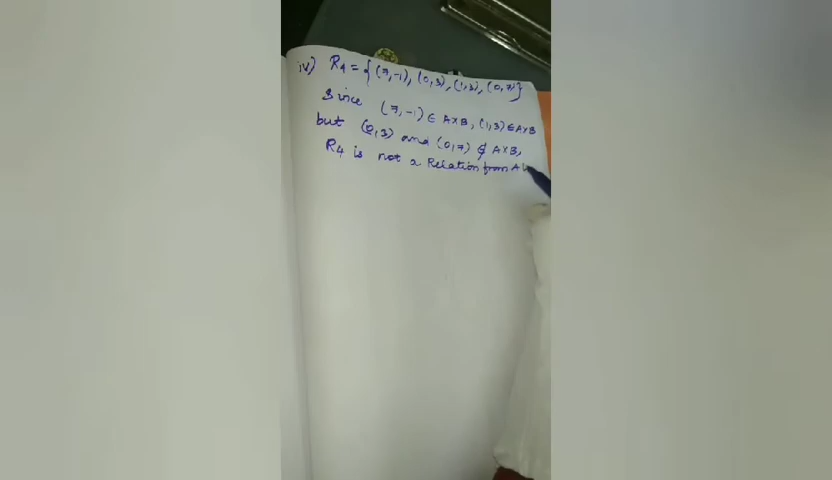 iv) R4 = {(7,-1), (0,3), (1,3), (0,7)}
Since (7,-1) ∈ A×B, (1,3) ∈ A×B
but (0,3) and (0,7) ∉ A×B,
R4 is not a Relation from A